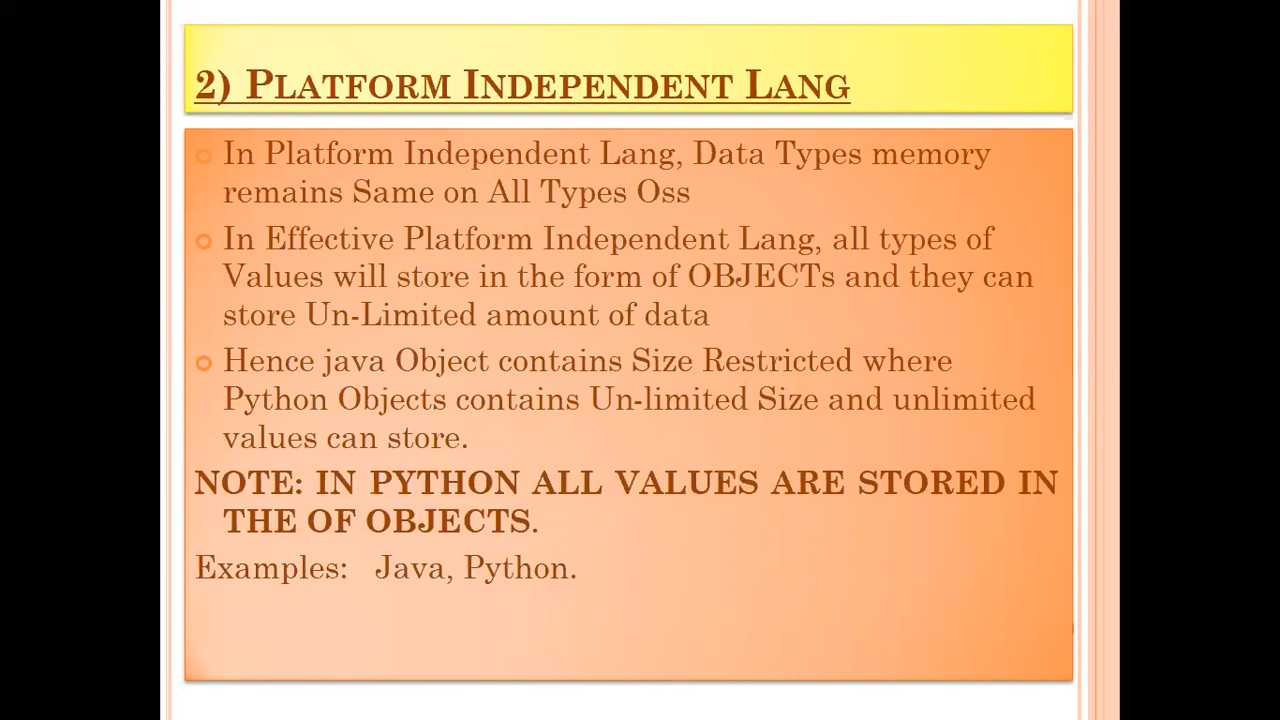 2) Platform Independent Lang
In Platform Independent Lang, Data Types memory
remains Same on All Types Oss
In Effective Platform Independent Lang, all types of
Values will store in the form of OBJECTs and they can
store Un-Limited amount of data
Hence java Object contains Size Restricted where
Python Objects contains Un-limited Size and unlimited
values can store.
NOTE: IN PYTHON ALL VALUES ARE STORED IN
THE OF OBJECTS.
Examples: Java, Python.